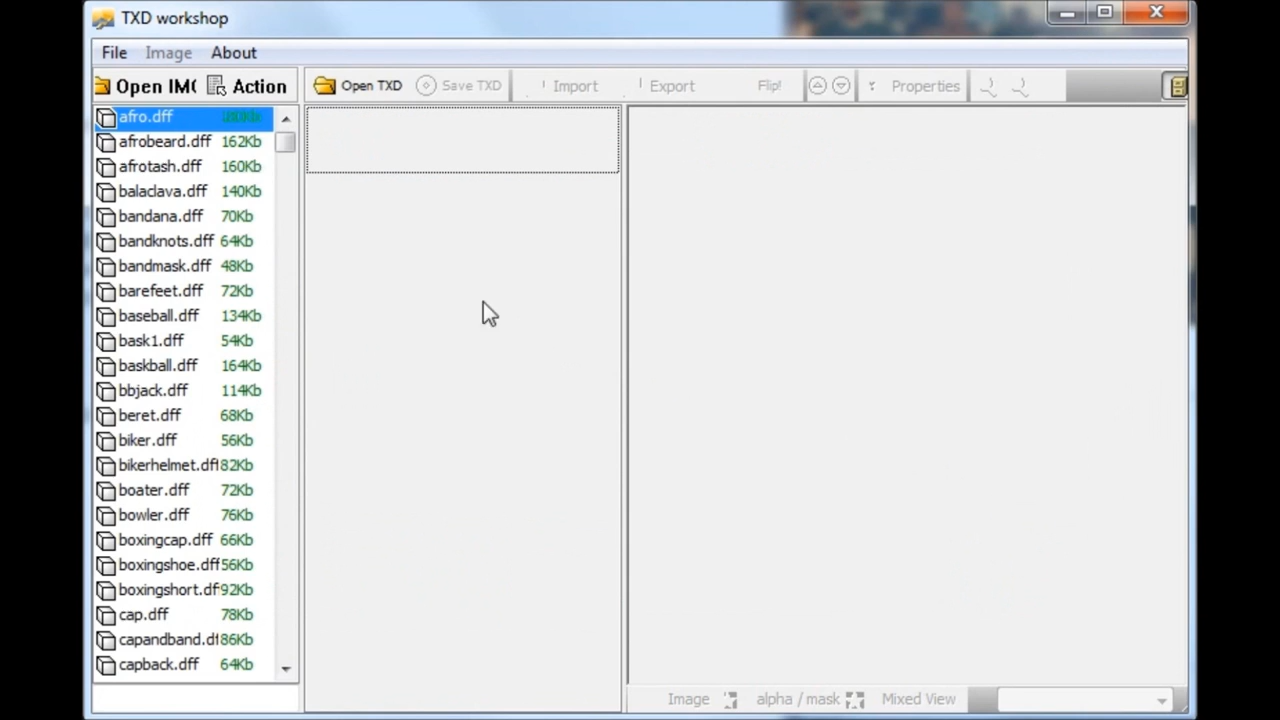 TXD workshop
File Image About
Open IMG Action Open TXD Save TXD Import Export Flip! Properties
afro.dff
afrobeard.dff 162Kb
afrotash.dff 160Kb
balaclava.dff 140Kb
bandana.dff 70Kb
bandknots.dff 64Kb
bandmask.dff 48Kb
barefeet.dff 72Kb
baseball.dff 134Kb
bask1.dff 54Kb
baskball.dff 164Kb
bbjack.dff 114Kb
beret.dff 68Kb
biker.dff 56Kb
bikerhelmet.dff 82Kb
boater.dff 72Kb
bowler.dff 76Kb
boxingcap.dff 66Kb
boxingshoe.dff 56Kb
boxingshort.df 92Kb
cap.dff 78Kb
capandband.df 86Kb
capback.dff 64Kb
Image alpha / mask Mixed View